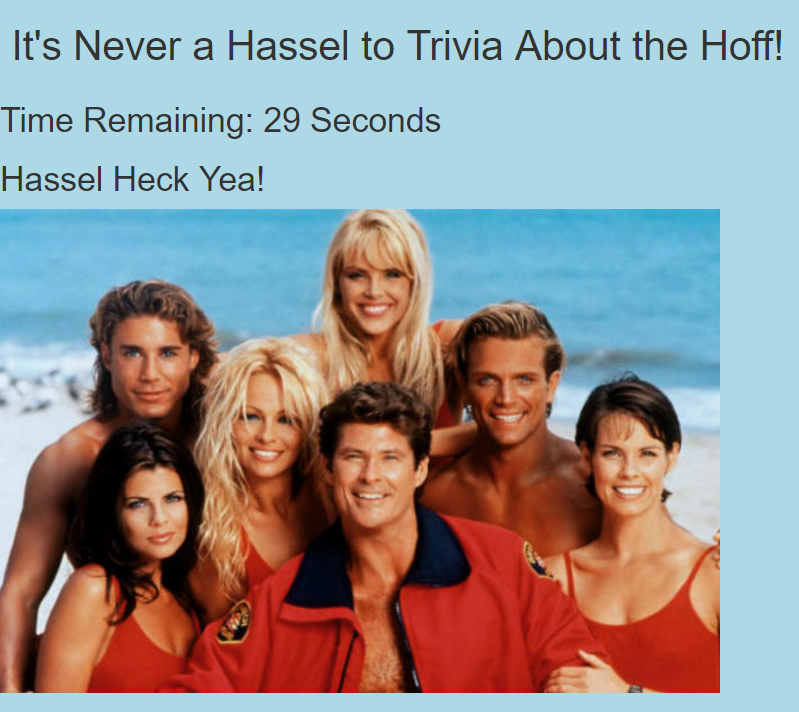 It's Never a Hassel to Trivia About the Hoff!
Time Remaining: 29 Seconds
Hassel Heck Yea!